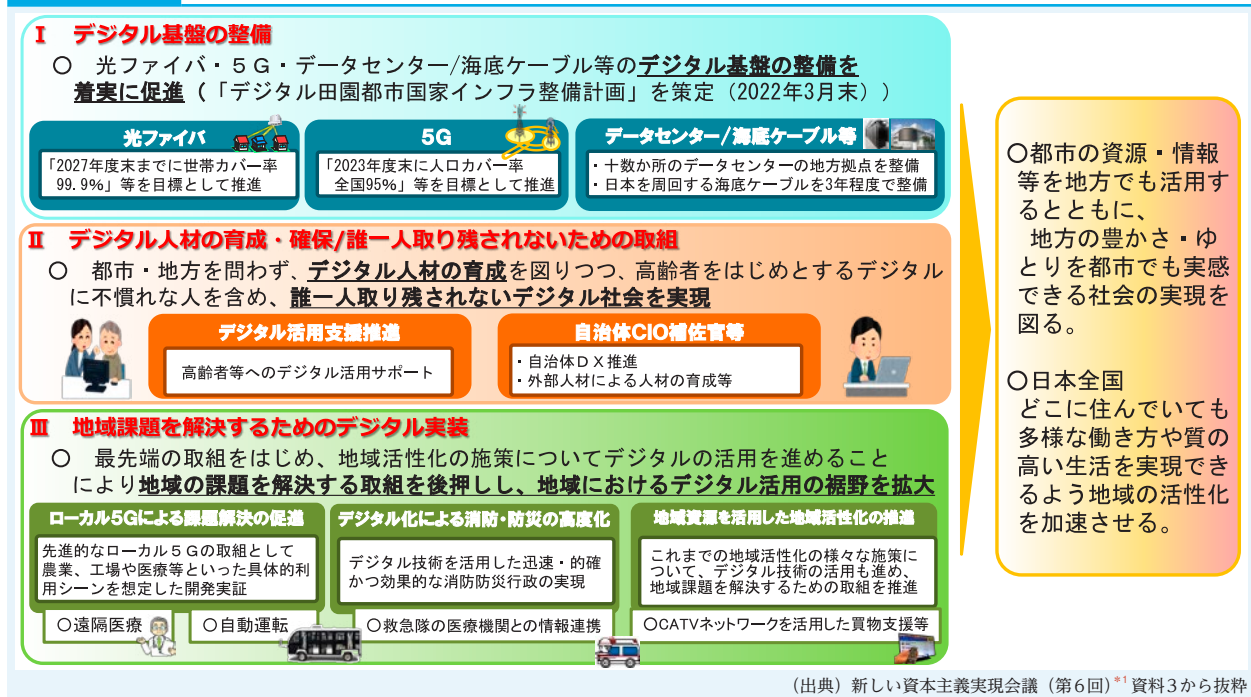 Ⅰ デジタル基盤の整備
○ 光ファイバ・５Ｇ・データセンター/海底ケーブル等のデジタル基盤の整備を
着実に促進（「デジタル田園都市国家インフラ整備計画」を策定（2022年3月末））
光ファイバ
「2027年度末までに世帯カバー率
99.9%」等を目標として推進
5G
「2023年度末に人口カバー率
全国95%」等を目標として推進
データセンター/海底ケーブル等
・十数か所のデータセンターの地方拠点を整備
・日本を周回する海底ケーブルを3年程度で整備
Ⅱ デジタル人材の育成・確保/誰一人取り残されないための取組
○ 都市・地方を問わず、デジタル人材の育成を図りつつ、高齢者をはじめとするデジタル
に不慣れな人を含め、誰一人取り残されないデジタル社会を実現
デジタル活用支援推進
高齢者等へのデジタル活用サポート
自治体CIO補佐官等
・自治体ＤＸ推進
・外部人材による人材の育成等
Ⅲ 地域課題を解決するためのデジタル実装
○ 最先端の取組をはじめ、地域活性化の施策についてデジタルの活用を進めること
により地域の課題を解決する取組を後押しし、地域におけるデジタル活用の裾野を拡大
ローカル5Gによる課題解決の促進
先進的なローカル５Ｇの取組として
農業、工場や医療等といった具体的利
用シーンを想定した開発実証
○遠隔医療
○自動運転
デジタル化による消防・防災の高度化
デジタル技術を活用した迅速・的確
かつ効果的な消防防災行政の実現
○救急隊の医療機関との情報連携
地域資源を活用した地域活性化の推進
これまでの地域活性化の様々な施策に
ついて、デジタル技術の活用も進め、
地域課題を解決するための取組を推進
○CATVネットワークを活用した買物支援等
○都市の資源・情報
等を地方でも活用す
るとともに、
地方の豊かさ・ゆ
とりを都市でも実感
できる社会の実現を
図る。
○日本全国
どこに住んでいても
多様な働き方や質の
高い生活を実現でき
るよう地域の活性化
を加速させる。
（出典）新しい資本主義実現会議（第６回）*1 資料３から抜粋